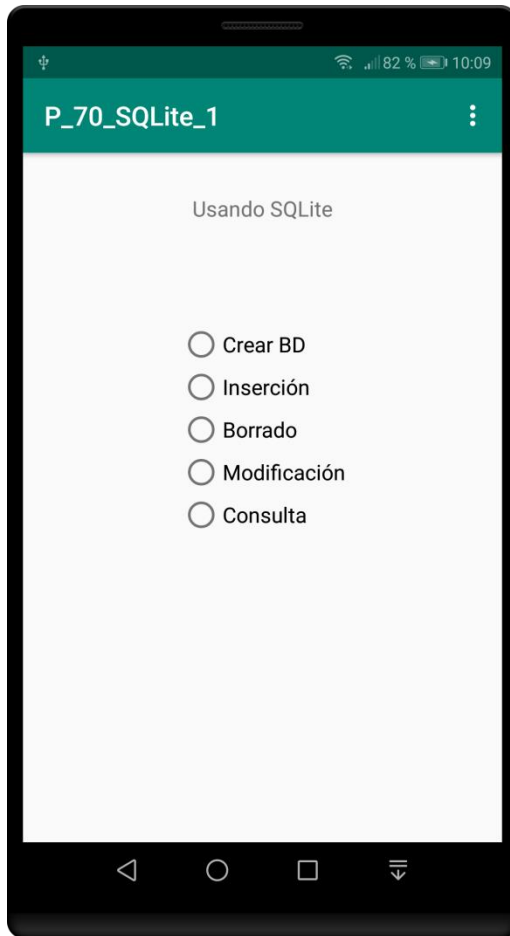 82 % 10:09
P_70_SQLite_1
Usando SQLite
Crear BD
Inserción
Borrado
Modificación
Consulta